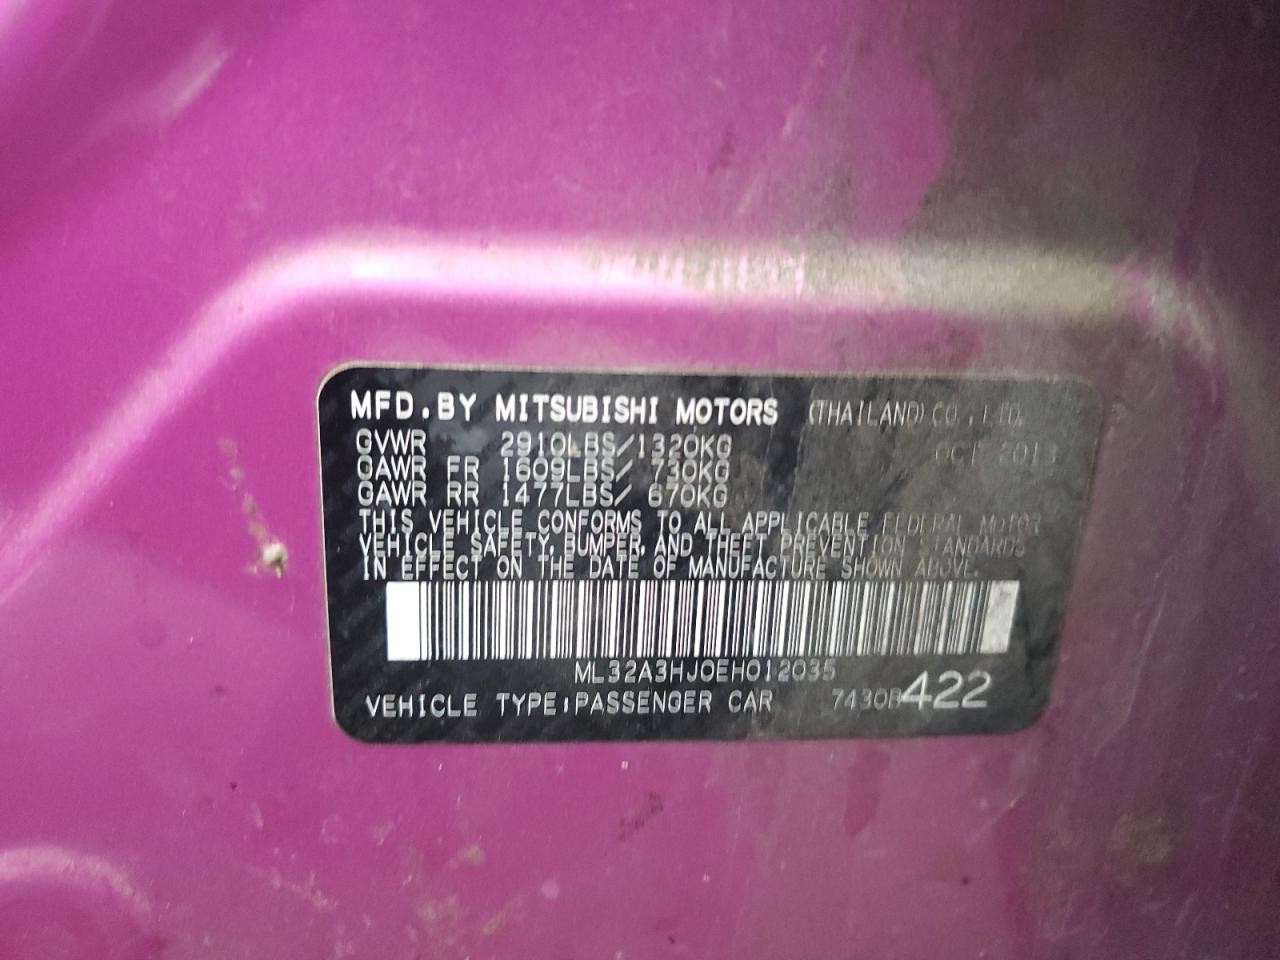 MFD.BY MITSUBISHI MOTORS (THAILAND) CO.,LTD.
GVWR 2910LBS/1320KG OCT 2013
GAWR FR 1609LBS/ 730KG
GAWR RR 1477LBS/ 670KG
THIS VEHICLE CONFORMS TO ALL APPLICABLE FEDERAL MOTOR
VEHICLE SAFETY, BUMPER, AND THEFT PREVENTION STANDARDS
IN EFFECT ON THE DATE OF MANUFACTURE SHOWN ABOVE.
ML32A3HJ0EH012035
VEHICLE TYPE:PASSENGER CAR 7430B422